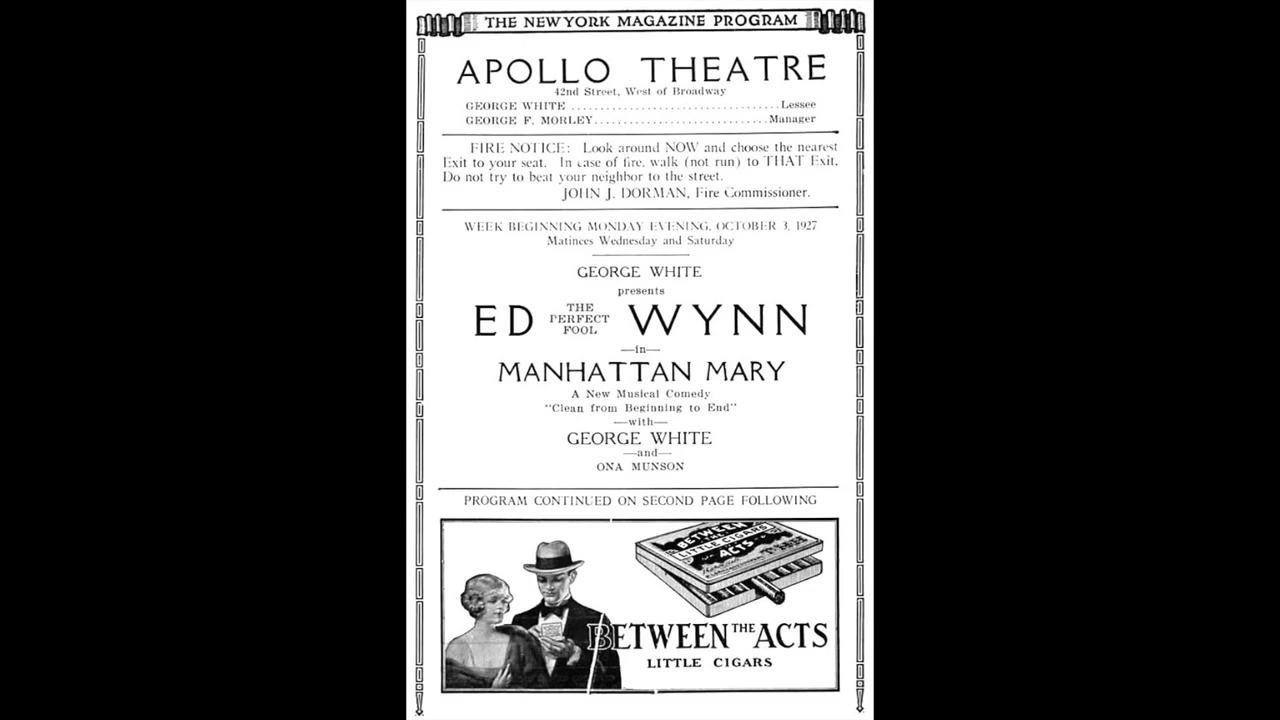 THE NEW YORK MAGAZINE PROGRAM
APOLLO THEATRE
42nd Street, West of Broadway
GEORGE WHITE ..................................Lessee
GEORGE F. MORLEY..............................Manager
FIRE NOTICE: Look around NOW and choose the nearest
Exit to your seat. In case of fire, walk (not run) to THAT Exit.
Do not try to beat your neighbor to the street.
JOHN J. DORMAN, Fire Commissioner.
WEEK BEGINNING MONDAY EVENING, OCTOBER 3, 1927
Matinees Wednesday and Saturday
GEORGE WHITE
presents
ED THE PERFECT FOOL WYNN
—in—
MANHATTAN MARY
A New Musical Comedy
"Clean from Beginning to End"
—with—
GEORGE WHITE
—and—
ONA MUNSON
PROGRAM CONTINUED ON SECOND PAGE FOLLOWING
BETWEEN
THE
LITTLE CIGARS
ACTS
BETWEEN THE ACTS
LITTLE CIGARS